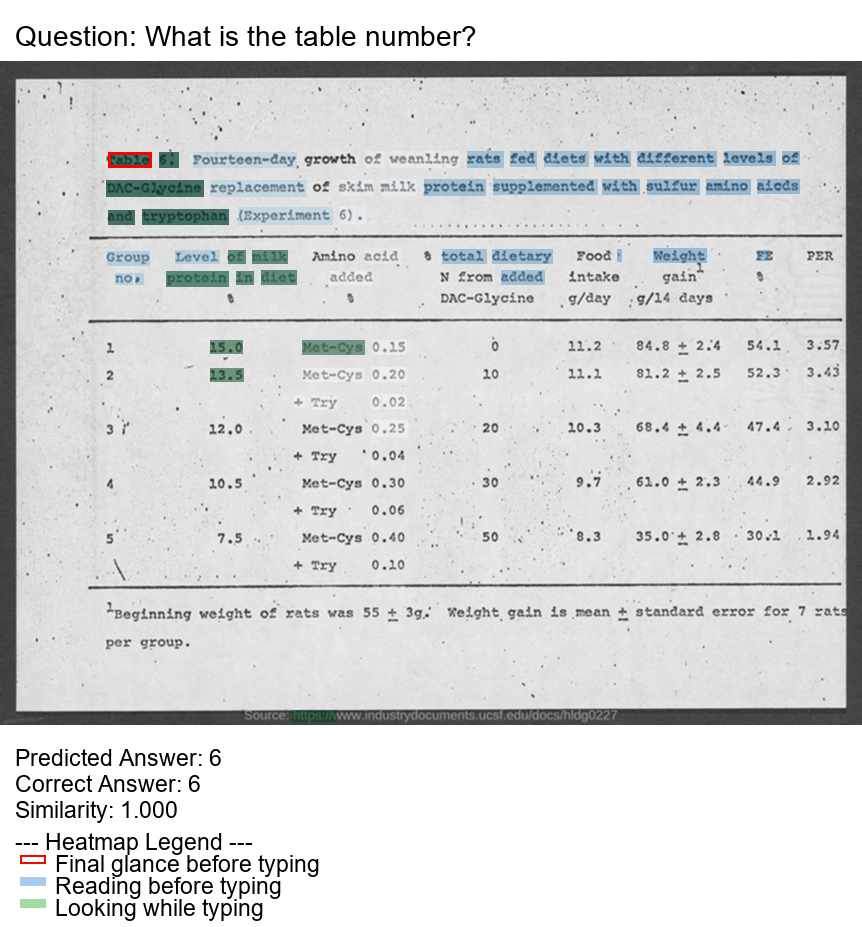 Question: What is the table number?
Table 6. Fourteen-day growth of weanling rats fed diets with different levels of
DAC-Glycine replacement of skim milk protein supplemented with sulfur amino aicds
and tryptophan (Experiment 6).
Group Level of milk Amino acid % total dietary Food Weight FE PER
no. protein in diet added N from added intake gain1 %
% % DAC-Glycine g/day g/14 days
1 15.0 Met-Cys 0.15 0 11.2 84.8 ± 2.4 54.1 3.57
2 13.5 Met-Cys 0.20 10 11.1 81.2 ± 2.5 52.3 3.43
+ Try 0.02
3 12.0 Met-Cys 0.25 20 10.3 68.4 ± 4.4 47.4 3.10
+ Try 0.04
4 10.5 Met-Cys 0.30 30 9.7 61.0 ± 2.3 44.9 2.92
+ Try 0.06
5 7.5 Met-Cys 0.40 50 8.3 35.0 ± 2.8 30.1 1.94
+ Try 0.10
1Beginning weight of rats was 55 ± 3g. Weight gain is mean ± standard error for 7 rats
per group.
Source: https://www.industrydocuments.ucsf.edu/docs/hldg0227
Predicted Answer: 6
Correct Answer: 6
Similarity: 1.000
--- Heatmap Legend ---
Final glance before typing
Reading before typing
Looking while typing